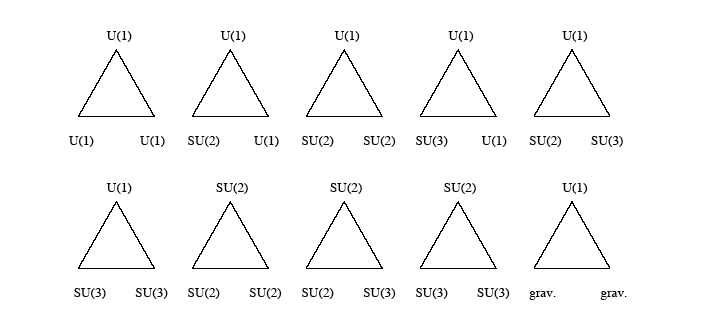 U(1) U(1) U(1) U(1) U(1)
U(1) U(1) SU(2) U(1) SU(2) SU(2) SU(3) U(1) SU(2) SU(3)
U(1) SU(2) SU(2) SU(2) U(1)
SU(3) SU(3) SU(2) SU(2) SU(2) SU(3) SU(3) SU(3) grav. grav.